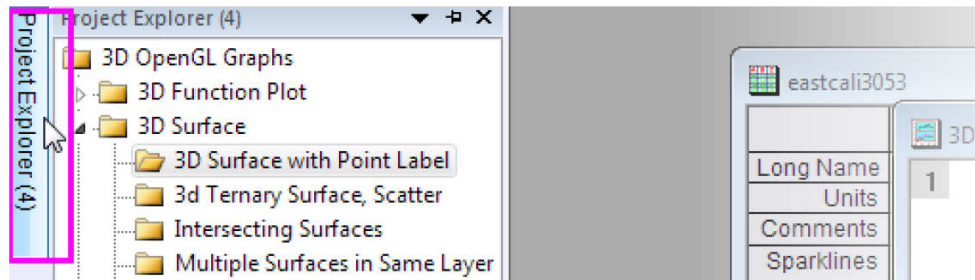 Project Explorer (4)
Project Explorer (4)
3D OpenGL Graphs
3D Function Plot
3D Surface
3D Surface with Point Label
3d Ternary Surface, Scatter
Intersecting Surfaces
Multiple Surfaces in Same Layer
eastcali3053
3D
Long Name
1
Units
Comments
Sparklines